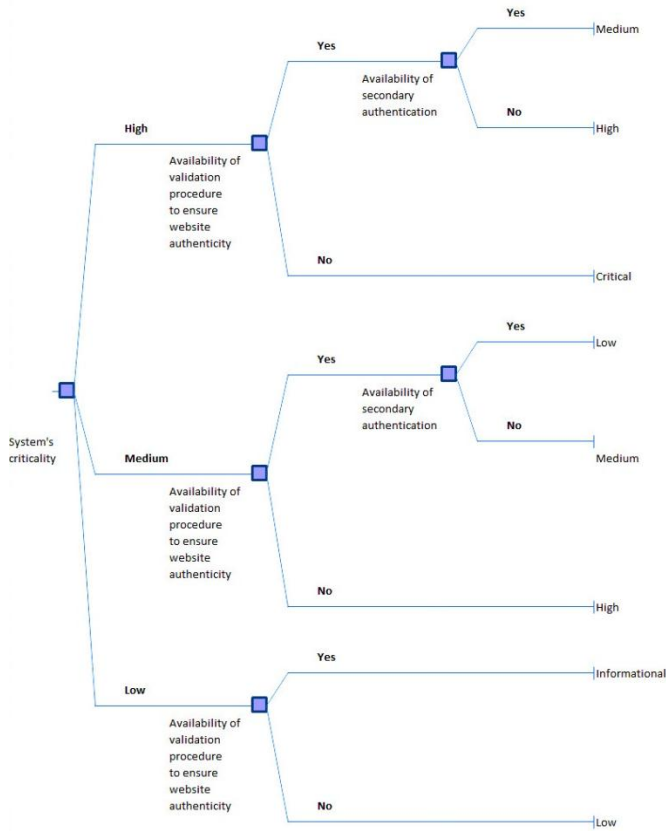 Yes
Medium
Yes
Availability of
secondary
authentication
No
High
High
Availability of
validation
procedure
to ensure
website
authenticity
No
Critical
Yes
Low
Yes
Availability of
secondary
authentication
No
Medium
System's
criticality
Medium
Availability of
validation
procedure
to ensure
website
authenticity
No
High
Yes
Informational
Low
Availability of
validation
procedure
to ensure
website
authenticity
No
Low